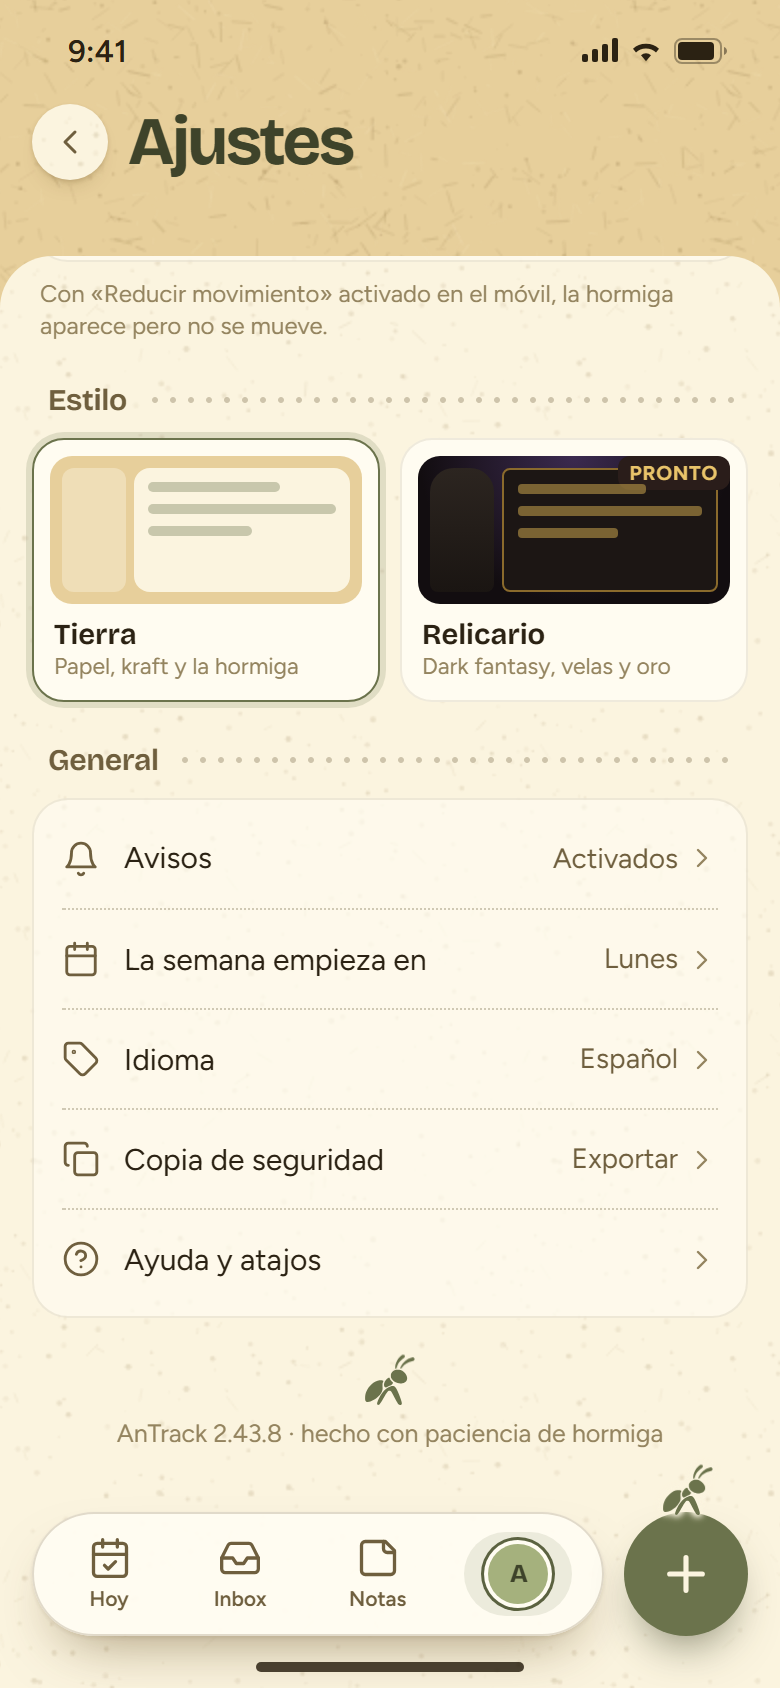 9:41
Ajustes
Con «Reducir movimiento» activado en el móvil, la hormiga
aparece pero no se mueve.
Estilo
PRONTO
Tierra
Papel, kraft y la hormiga
Relicario
Dark fantasy, velas y oro
General
Avisos Activados
La semana empieza en Lunes
Idioma Español
Copia de seguridad Exportar
Ayuda y atajos
AnTrack 2.43.8 · hecho con paciencia de hormiga
A
Hoy Inbox Notas